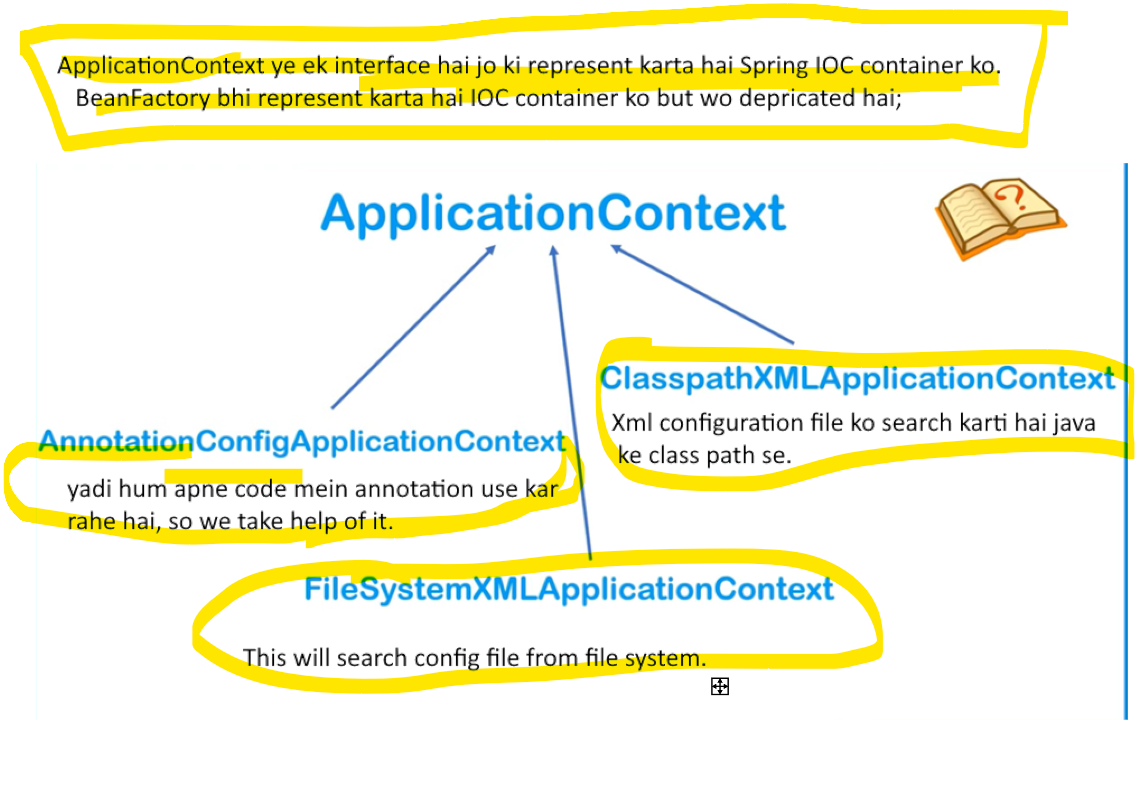 ApplicationContext ye ek interface hai jo ki represent karta hai Spring IOC container ko.
BeanFactory bhi represent karta hai IOC container ko but wo depricated hai;
ApplicationContext
?
ClasspathXMLApplicationContext
Xml configuration file ko search karti hai java
ke class path se.
AnnotationConfigApplicationContext
yadi hum apne code mein annotation use kar
rahe hai, so we take help of it.
FileSystemXMLApplicationContext
This will search config file from file system.